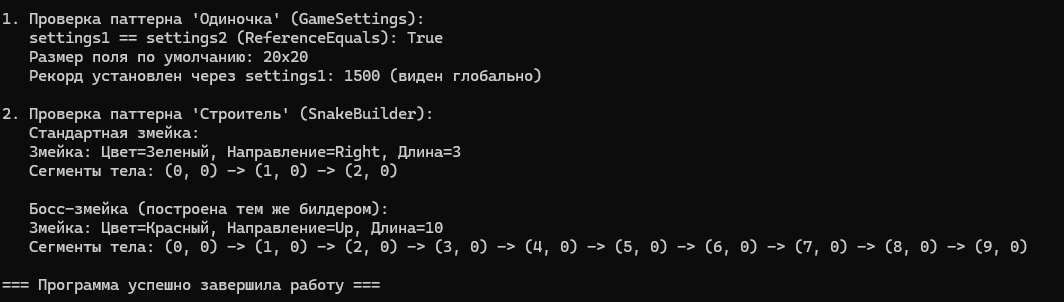 1. Проверка паттерна 'Одиночка' (GameSettings):
settings1 == settings2 (ReferenceEquals): True
Размер поля по умолчанию: 20x20
Рекорд установлен через settings1: 1500 (виден глобально)
2. Проверка паттерна 'Строитель' (SnakeBuilder):
Стандартная змейка:
Змейка: Цвет=Зеленый, Направление=Right, Длина=3
Сегменты тела: (0, 0) -> (1, 0) -> (2, 0)
Босс-змейка (построена тем же билдером):
Змейка: Цвет=Красный, Направление=Up, Длина=10
Сегменты тела: (0, 0) -> (1, 0) -> (2, 0) -> (3, 0) -> (4, 0) -> (5, 0) -> (6, 0) -> (7, 0) -> (8, 0) -> (9, 0)
=== Программа успешно завершила работу ===